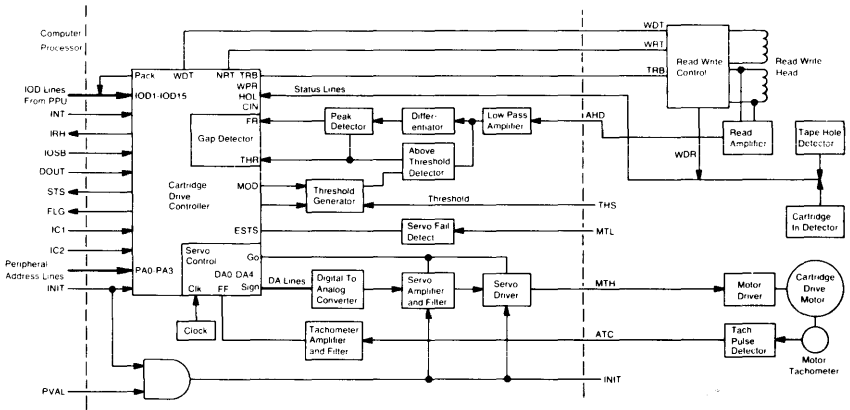 Computer
Processor
IOD Lines
From PPU
INT
IRH
IOSB
DOUT
STS
FLG
IC1
IC2
Peripheral
Address Lines
INIT
PVAL
Pack
WDT
NRT
TRB
WPR
HOL
CIN
IOD1-IOD15
FR
Gap Detector
THR
Cartridge
Drive
Controller
MOD
ESTS
Servo
Control
Go
PA0-PA3
DA0-DA4
Clk
FF
Sign
Clock
Status Lines
Peak
Detector
Differ-
entiator
Low Pass
Amplifier
Above
Threshold
Detector
Threshold
Generator
Threshold
Servo Fail
Detect
DA Lines
Digital To
Analog
Converter
Servo
Amplifier
and Filter
Servo
Driver
Tachometer
Amplifier
and Filter
WDT
WRT
TRB
AHD
WDR
THS
MTL
MTH
ATC
INIT
Read Write
Control
Read Write
Head
Read
Amplifier
Tape Hole
Detector
Cartridge
In Detector
Motor
Driver
Cartridge
Drive
Motor
Tach
Pulse
Detector
Motor
Tachometer